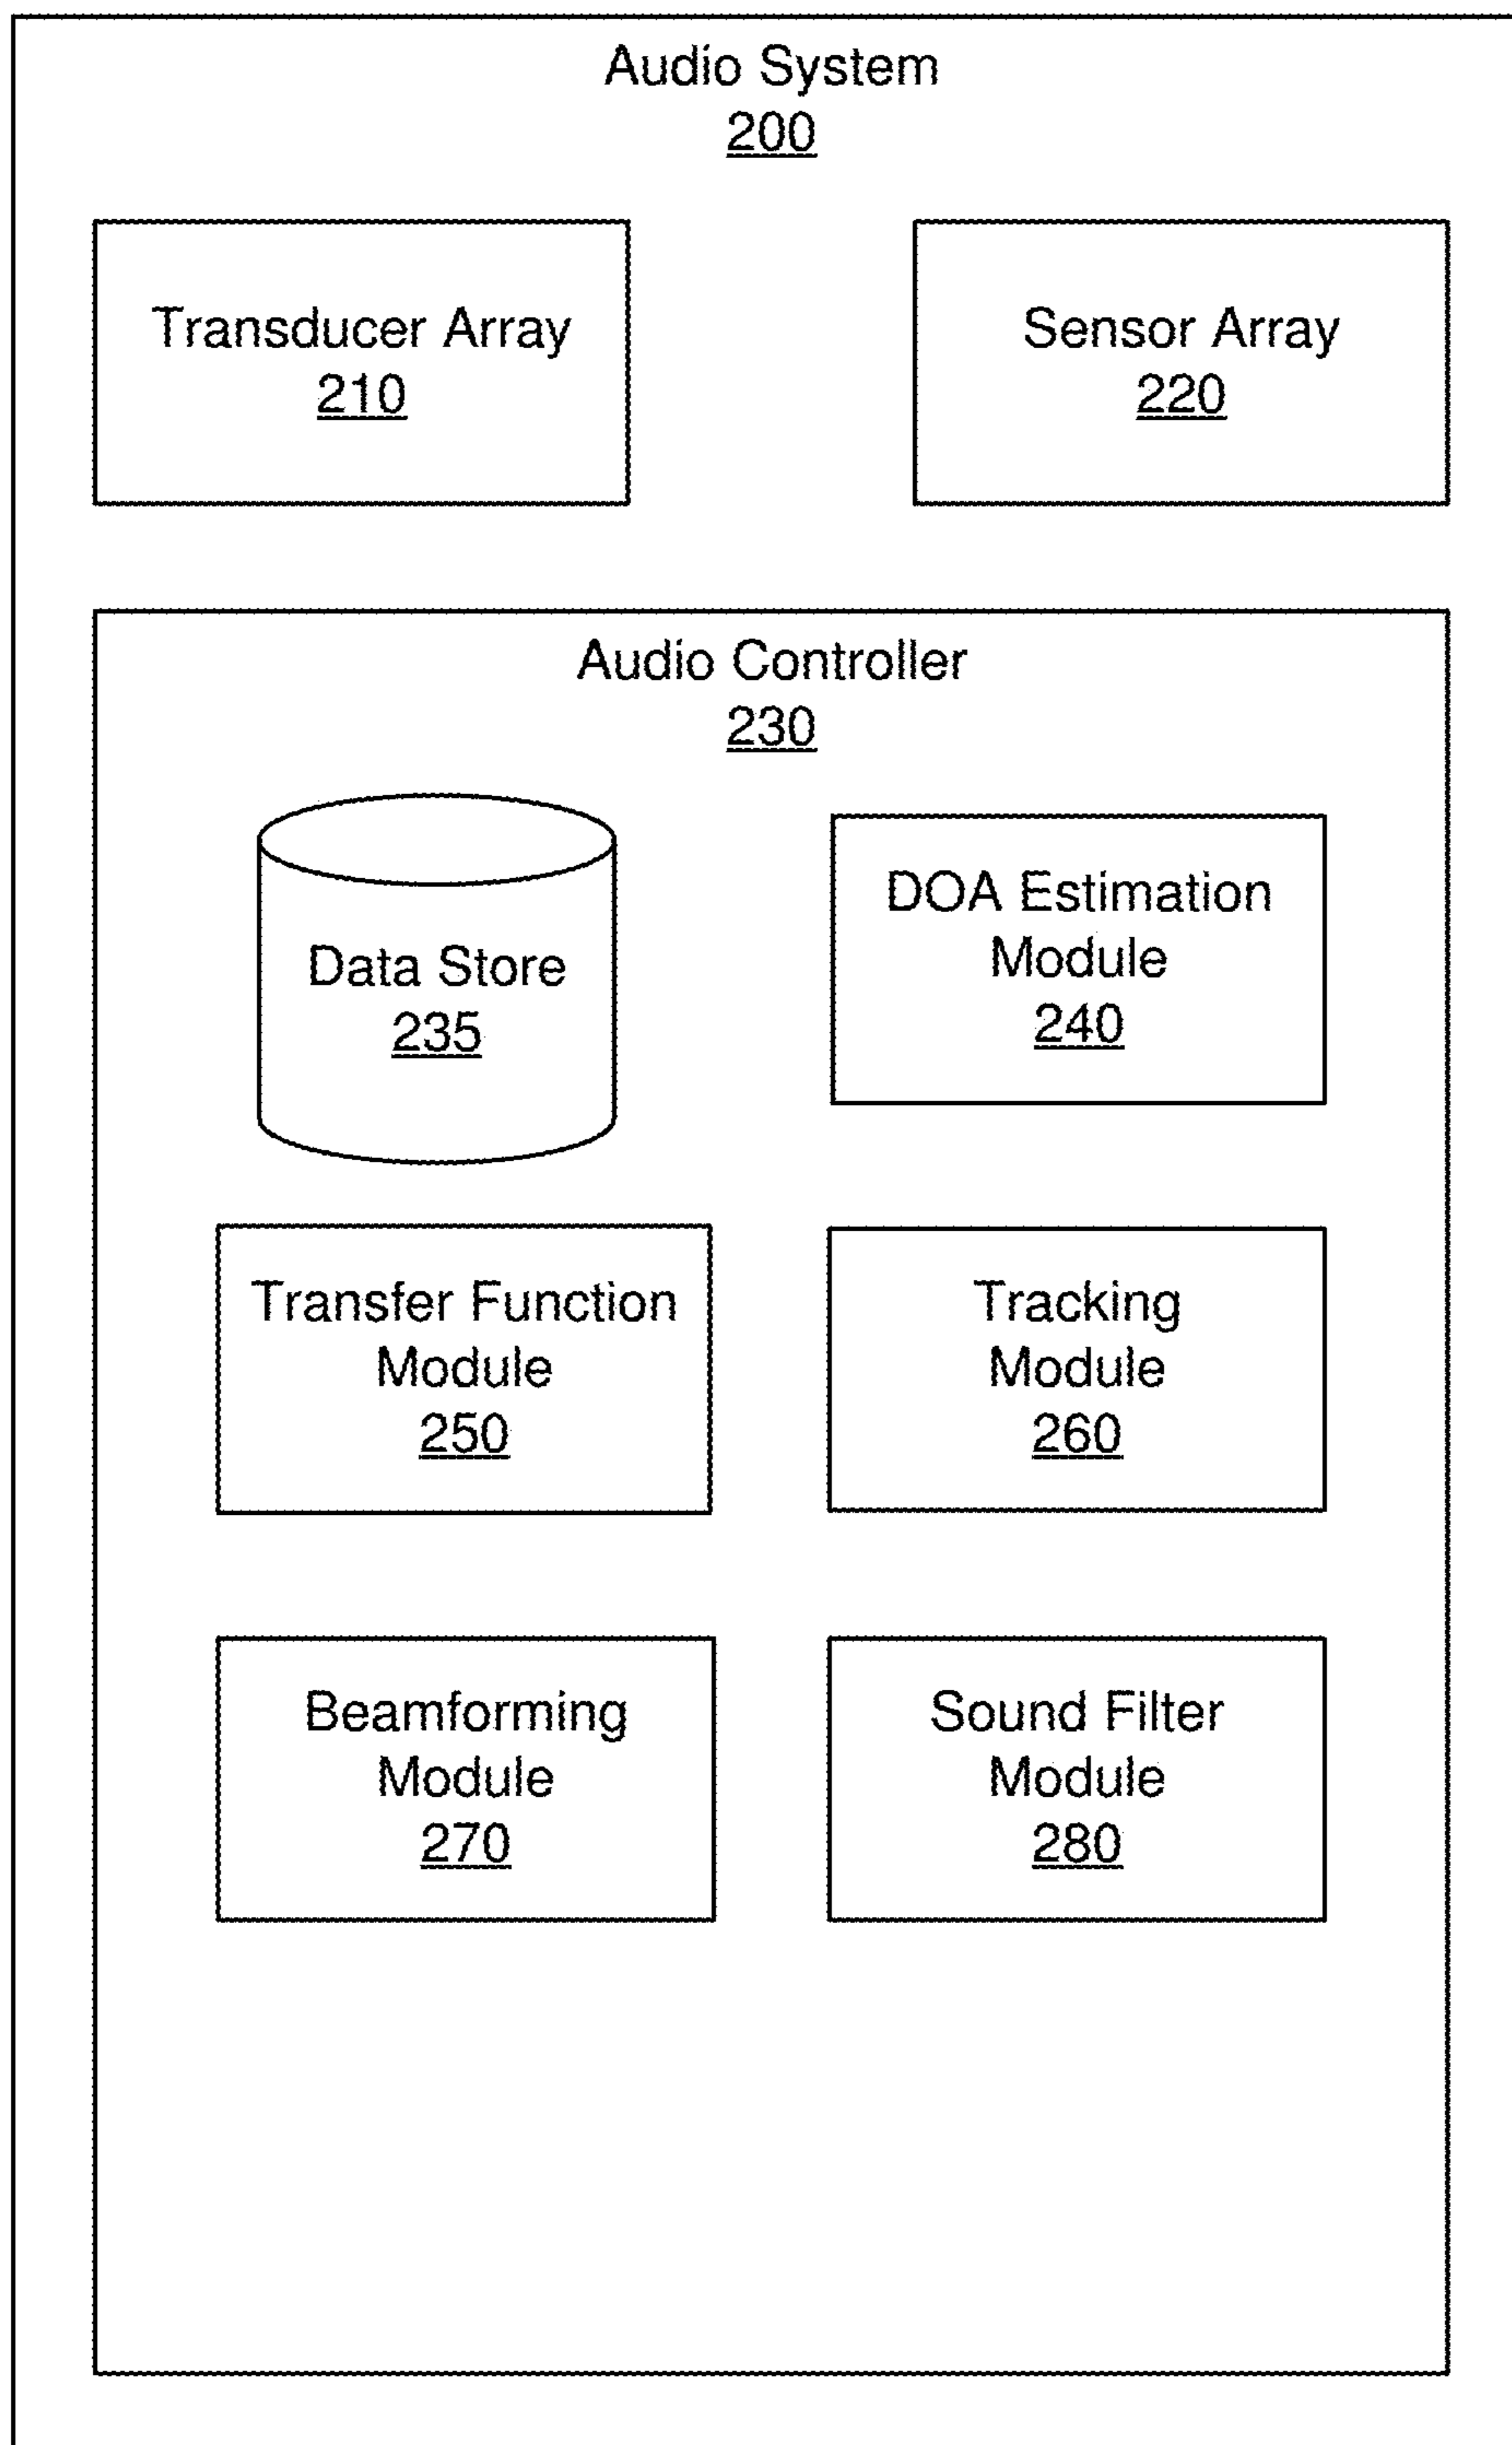 Audio System
200
Transducer Array
210
Sensor Array
220
Audio Controller
230
Data Store
235
DOA Estimation
Module
240
Transfer Function
Module
250
Tracking
Module
260
Beamforming
Module
270
Sound Filter
Module
280